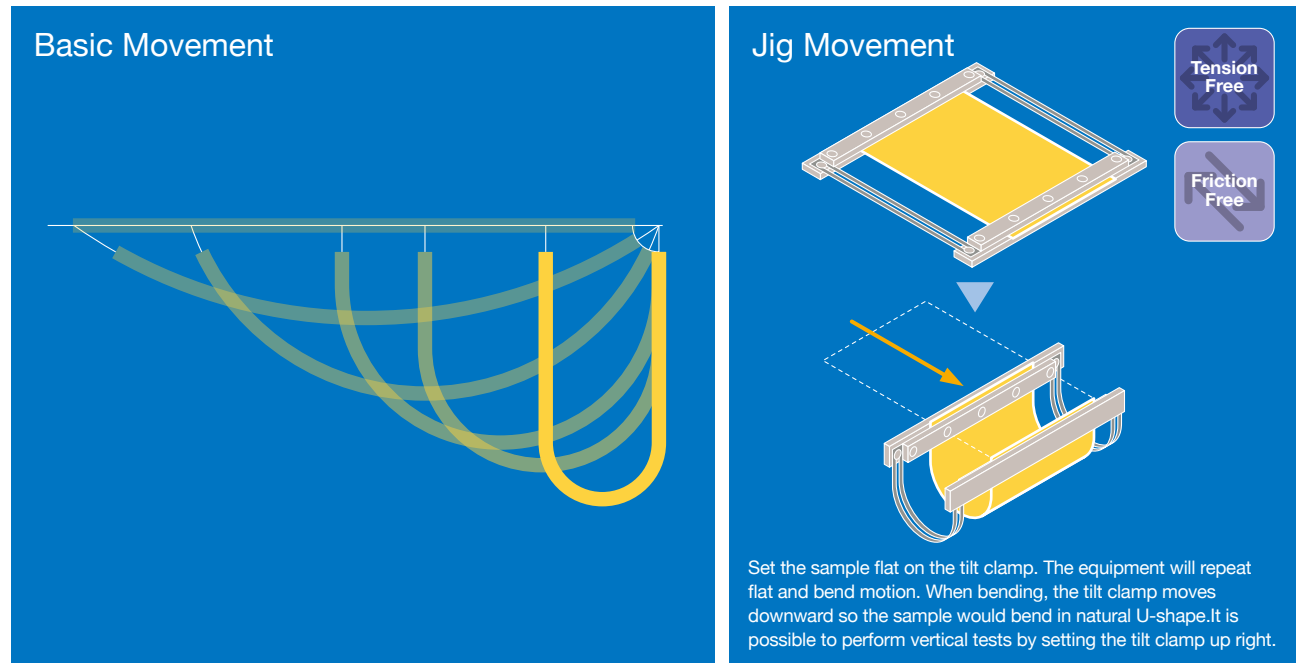 Basic Movement
Jig Movement
Tension
Free
Friction
Free
Set the sample flat on the tilt clamp. The equipment will repeat
flat and bend motion. When bending, the tilt clamp moves
downward so the sample would bend in natural U-shape.It is
possible to perform vertical tests by setting the tilt clamp up right.